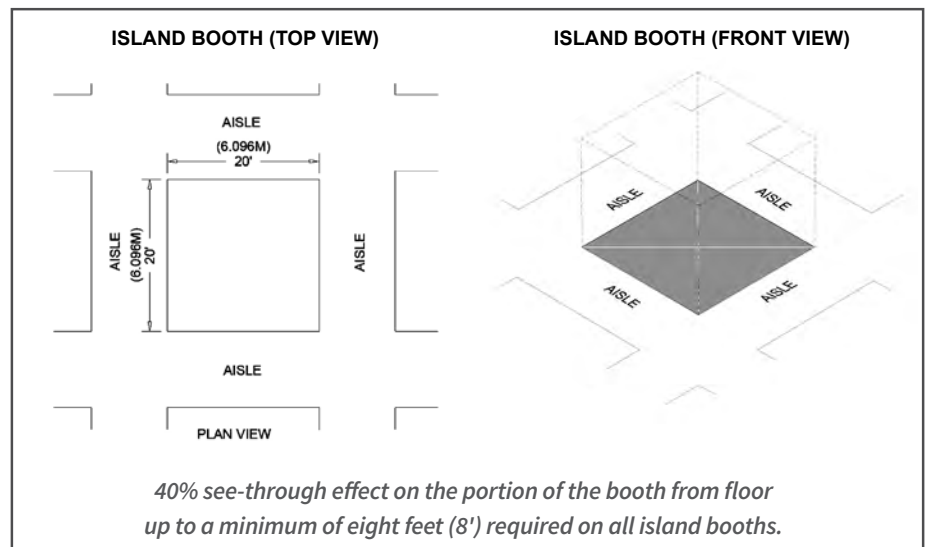 ISLAND BOOTH (TOP VIEW)
AISLE
(6.096M)
20'
AISLE
(6.096M)
20'
AISLE
AISLE
PLAN VIEW
ISLAND BOOTH (FRONT VIEW)
AISLE
AISLE
AISLE
AISLE
40% see-through effect on the portion of the booth from floor
up to a minimum of eight feet (8') required on all island booths.